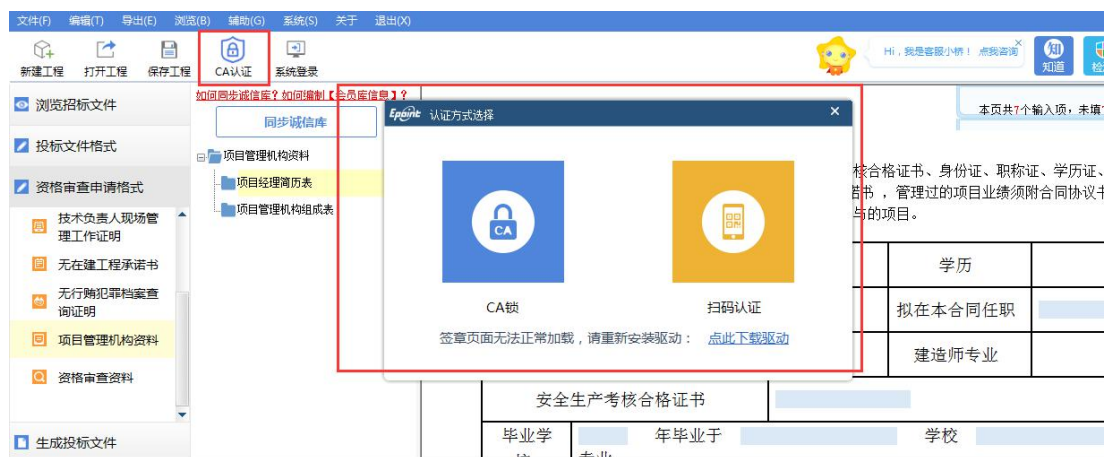 文件(F) 编辑(T) 导出(E) 浏览(B) 辅助(G) 系统(S) 关于 退出(X)
新建工程 打开工程 保存工程 CA认证 系统登录
Hi，我是客服小桥！ 点我咨询
知
知道
浏览招标文件
投标文件格式
资格审查申请格式
技术负责人现场管
理工作证明
无在建工程承诺书
无行贿犯罪档案查
询证明
项目管理机构资料
资格审查资料
生成投标文件
如何同步诚信库？如何编制【会员库信息】？
同步诚信库
项目管理机构资料
项目经理简历表
项目管理机构组成表
Epoint 认证方式选择
CA
CA锁 扫码认证
签章页面无法正常加载，请重新安装驱动： 点此下载驱动
本页共7个输入项，未填
核合格证书、身份证、职称证、学历证、
诺书 ，管理过的项目业绩须附合同协议书
与的项目。
学历
拟在本合同任职
建造师专业
安全生产考核合格证书
毕业学 年毕业于 学校